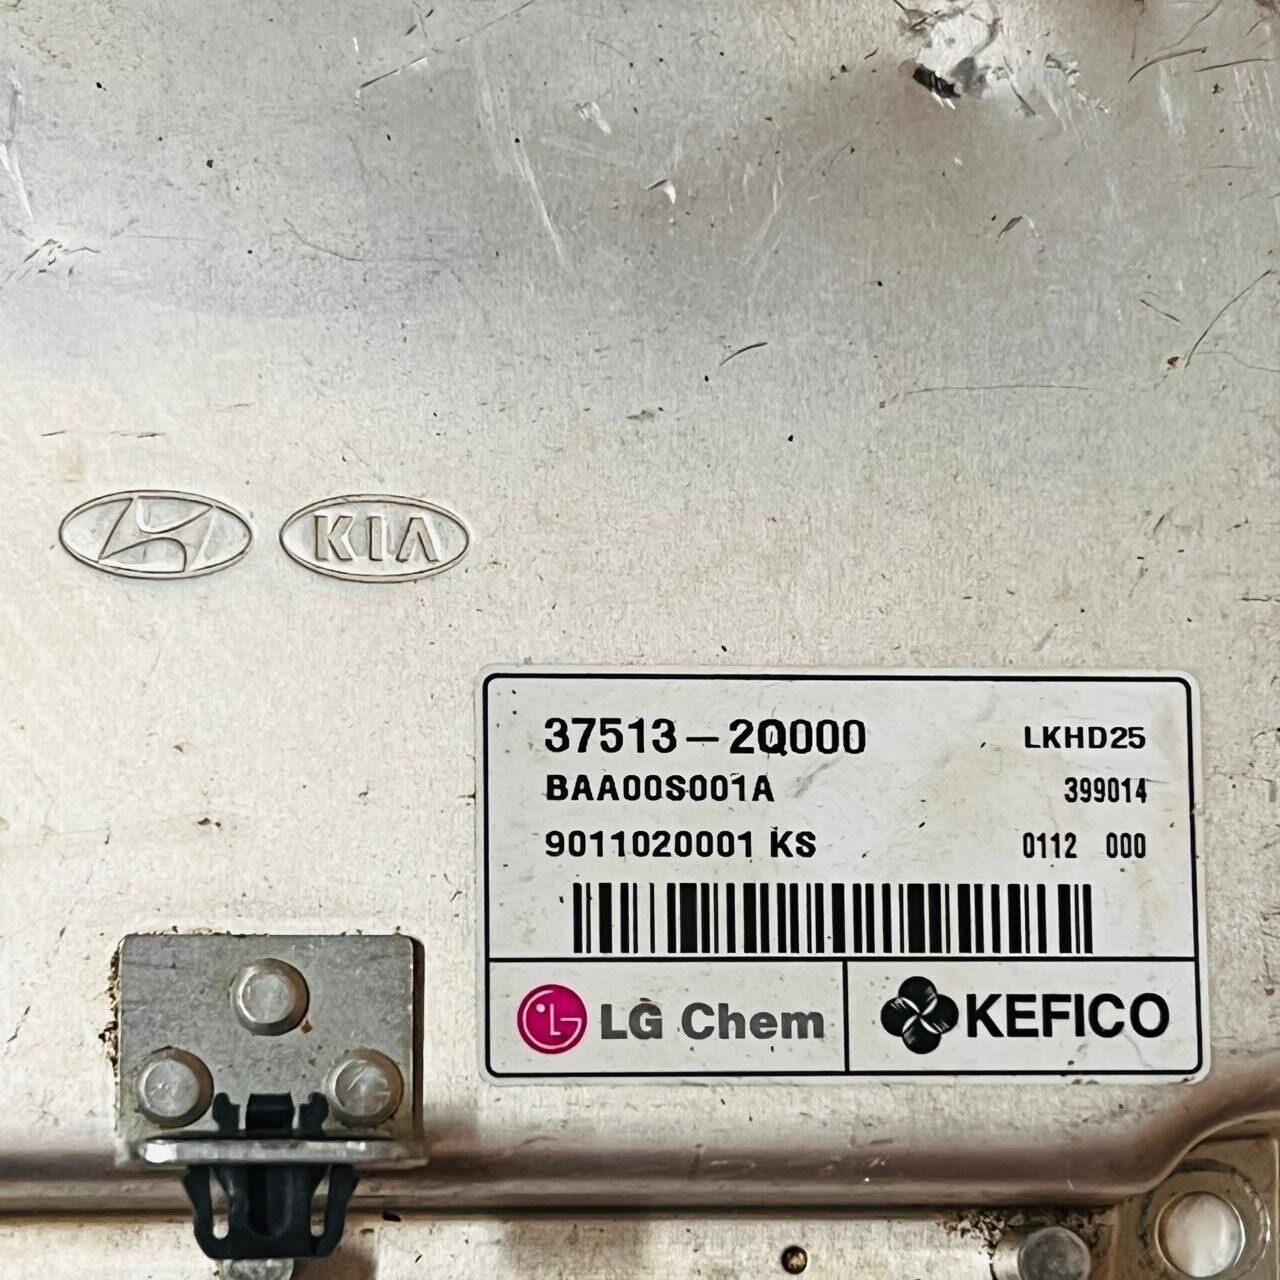 KIA
37513-2Q000 LKHD25
BAA00S001A 399014
9011020001 KS 0112 000
LG Chem KEFICO